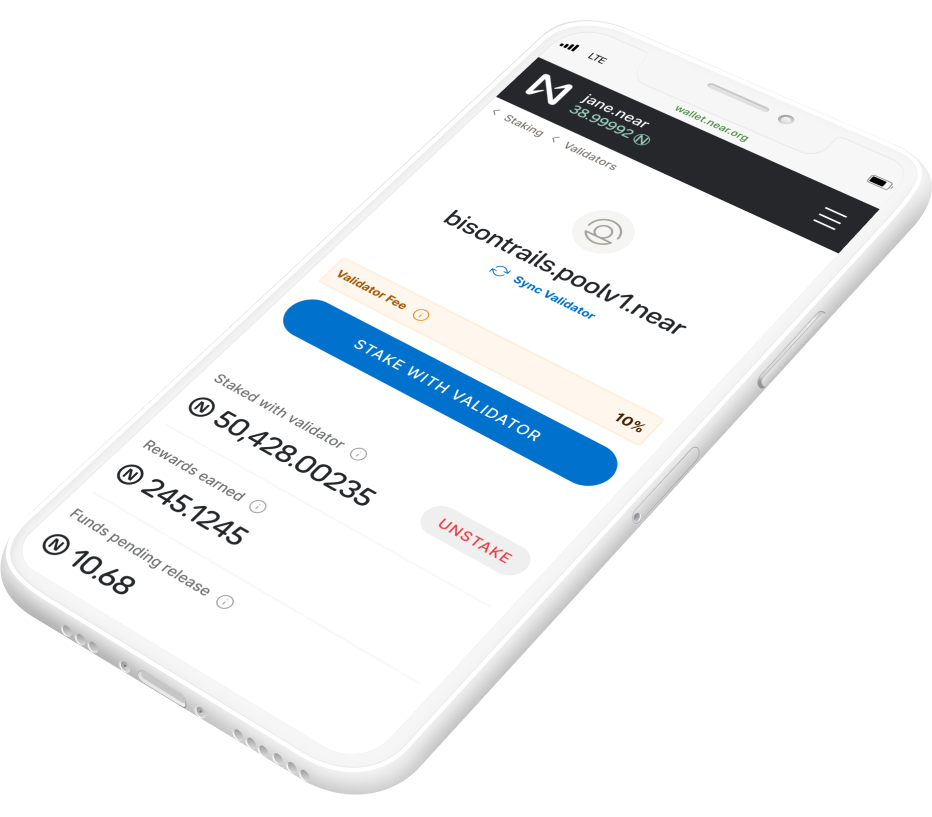 LTE
wallet.near.org
jane.near
38.99992
Staking
Validators
bisontrails.poolv1.near
Sync Validator
Validator Fee
10%
STAKE WITH VALIDATOR
Staked with validator
50,428.00235
UNSTAKE
Rewards earned
245.1245
Funds pending release
10.68